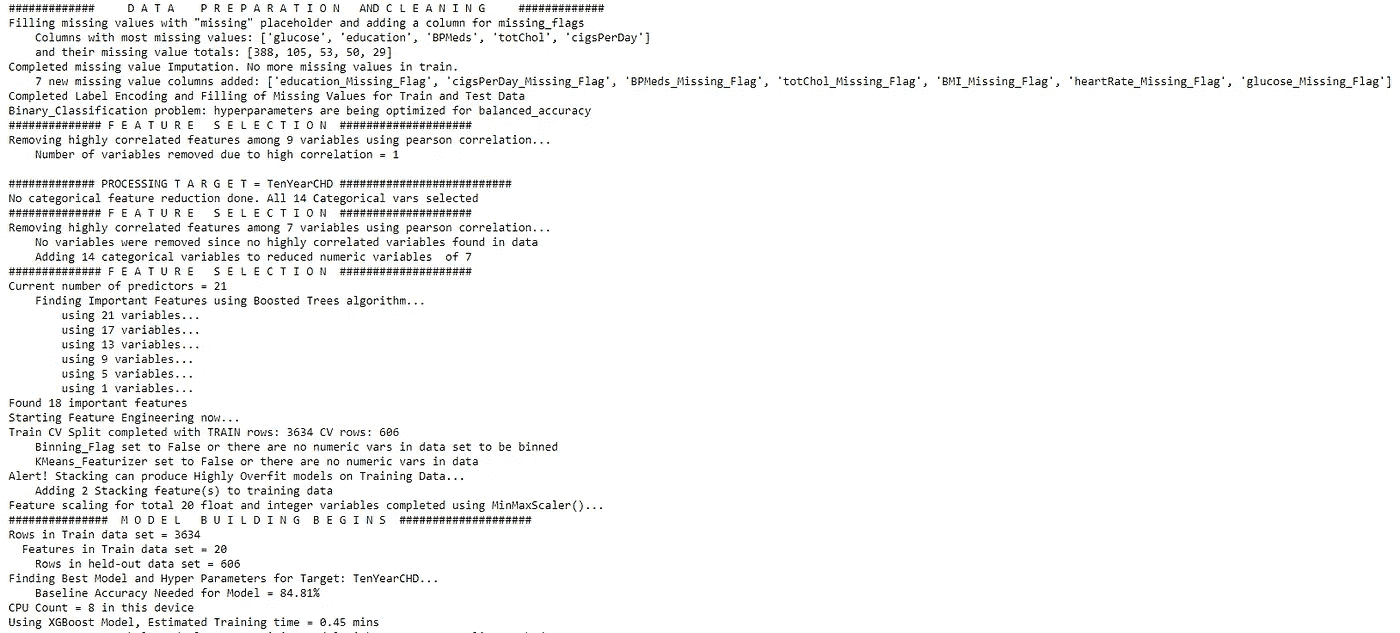 ############# D A T A P R E P A R A T I O N AND C L E A N I N G #############
Filling missing values with "missing" placeholder and adding a column for missing_flags
Columns with most missing values: ['glucose', 'education', 'BPMeds', 'totChol', 'cigsPerDay']
and their missing value totals: [388, 105, 53, 50, 29]
Completed missing value Imputation. No more missing values in train.
7 new missing value columns added: ['education_Missing_Flag', 'cigsPerDay_Missing_Flag', 'BPMeds_Missing_Flag', 'totChol_Missing_Flag', 'BMI_Missing_Flag', 'heartRate_Missing_Flag', 'glucose_Missing_Flag']
Completed Label Encoding and Filling of Missing Values for Train and Test Data
Binary_Classification problem: hyperparameters are being optimized for balanced_accuracy
############## F E A T U R E S E L E C T I O N ####################
Removing highly correlated features among 9 variables using pearson correlation...
Number of variables removed due to high correlation = 1
############# PROCESSING T A R G E T = TenYearCHD ##########################
No categorical feature reduction done. All 14 Categorical vars selected
############## F E A T U R E S E L E C T I O N ####################
Removing highly correlated features among 7 variables using pearson correlation...
No variables were removed since no highly correlated variables found in data
Adding 14 categorical variables to reduced numeric variables of 7
############## F E A T U R E S E L E C T I O N ####################
Current number of predictors = 21
Finding Important Features using Boosted Trees algorithm...
using 21 variables...
using 17 variables...
using 13 variables...
using 9 variables...
using 5 variables...
using 1 variables...
Found 18 important features
Starting Feature Engineering now...
Train CV Split completed with TRAIN rows: 3634 CV rows: 606
Binning_Flag set to False or there are no numeric vars in data set to be binned
KMeans_Featurizer set to False or there are no numeric vars in data
Alert! Stacking can produce Highly Overfit models on Training Data...
Adding 2 Stacking feature(s) to training data
Feature scaling for total 20 float and integer variables completed using MinMaxScaler()...
############### M O D E L B U I L D I N G B E G I N S ####################
Rows in Train data set = 3634
Features in Train data set = 20
Rows in held-out data set = 606
Finding Best Model and Hyper Parameters for Target: TenYearCHD...
Baseline Accuracy Needed for Model = 84.81%
CPU Count = 8 in this device
Using XGBoost Model, Estimated Training time = 0.45 mins